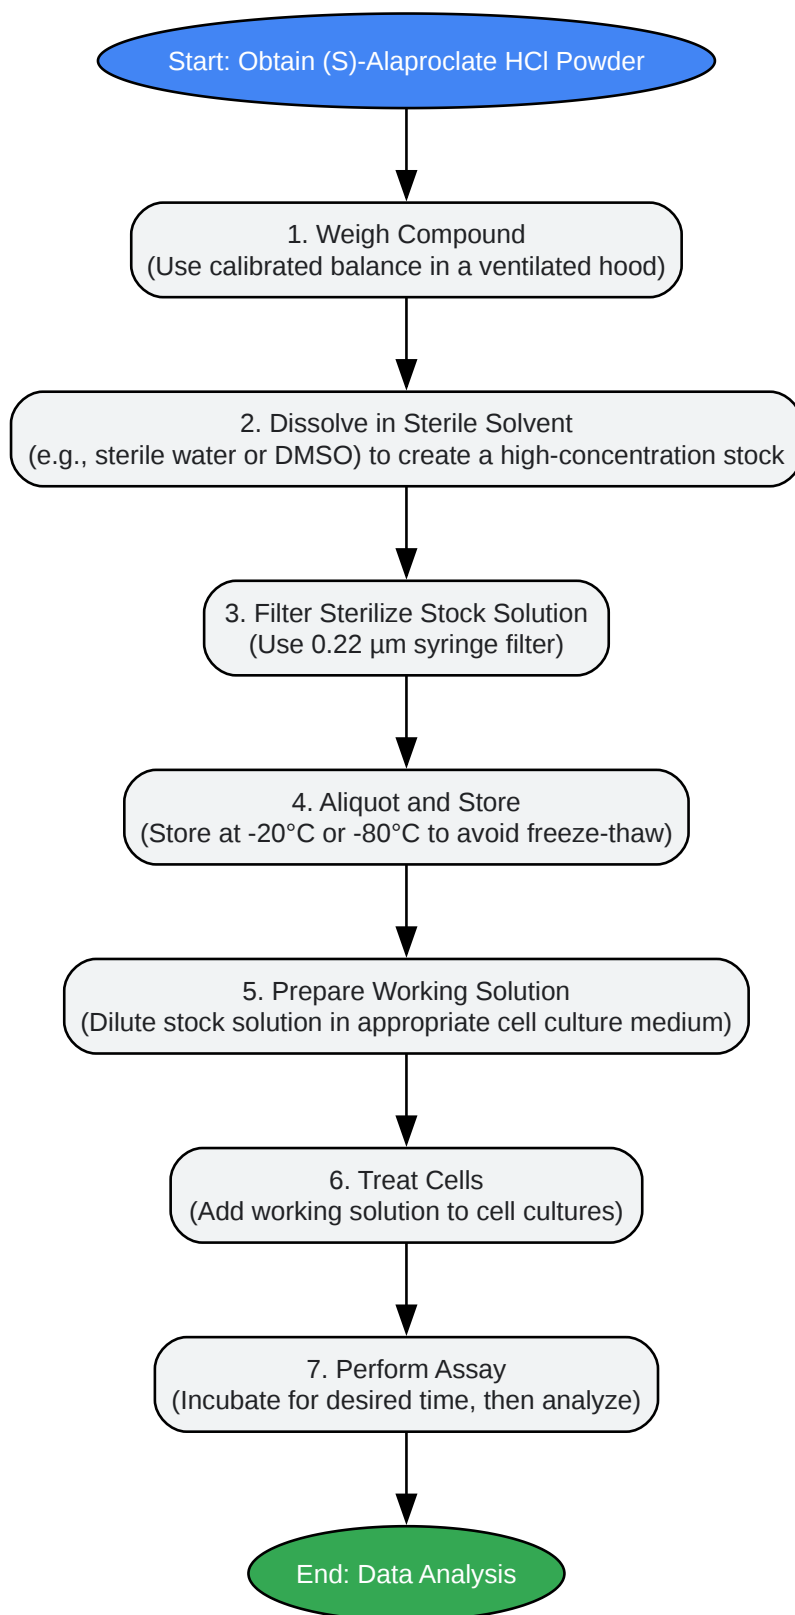 Start: Obtain (S)-Alaproclate HCl Powder
1. Weigh Compound
(Use calibrated balance in a ventilated hood)
2. Dissolve in Sterile Solvent
(e.g., sterile water or DMSO) to create a high-concentration stock
3. Filter Sterilize Stock Solution
(Use 0.22 µm syringe filter)
4. Aliquot and Store
(Store at -20°C or -80°C to avoid freeze-thaw)
5. Prepare Working Solution
(Dilute stock solution in appropriate cell culture medium)
6. Treat Cells
(Add working solution to cell cultures)
7. Perform Assay
(Incubate for desired time, then analyze)
End: Data Analysis